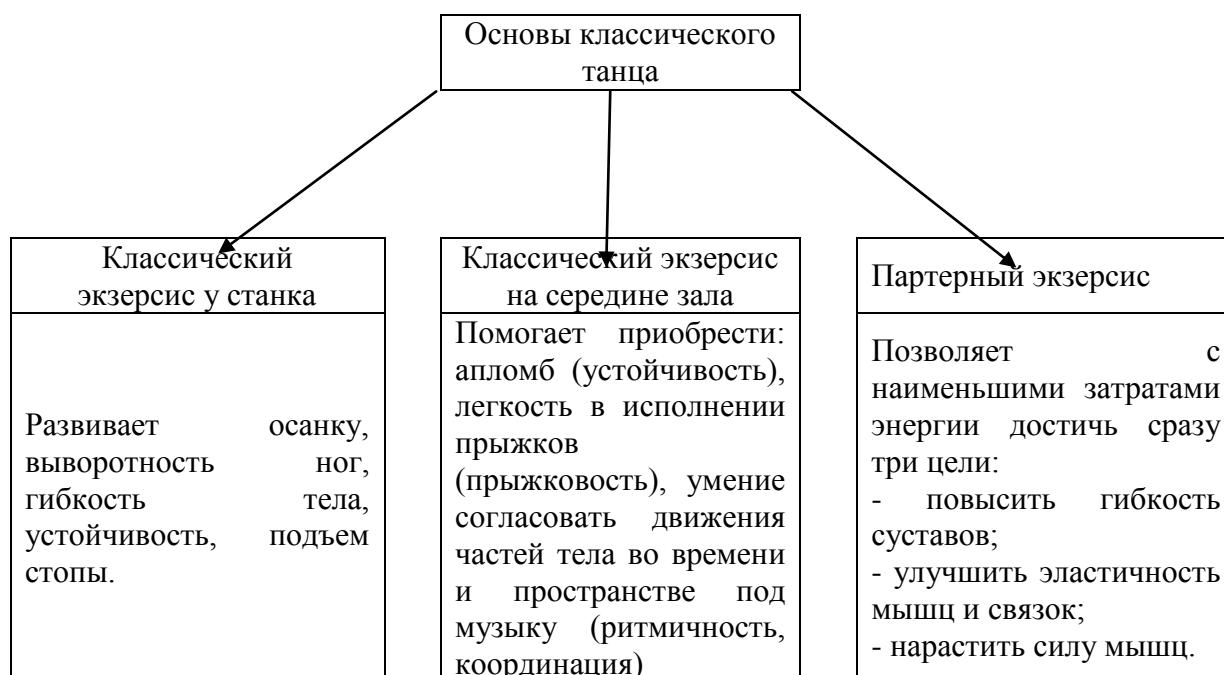 Основы классического
танца
Классический
экзерсис у станка
Развивает осанку,
выворотность ног,
гибкость тела,
устойчивость, подъем
стопы.
Классический экзерсис
на середине зала
Помогает приобрести:
апломб (устойчивость),
легкость в исполнении
прыжков
(прыжковость), умение
согласовать движения
частей тела во времени
и пространстве под
музыку (ритмичность,
координация)
Партерный экзерсис
Позволяет с
наименьшими затратами
энергии достичь сразу
три цели:
- повысить гибкость
суставов;
- улучшить эластичность
мышц и связок;
- нарастить силу мышц.